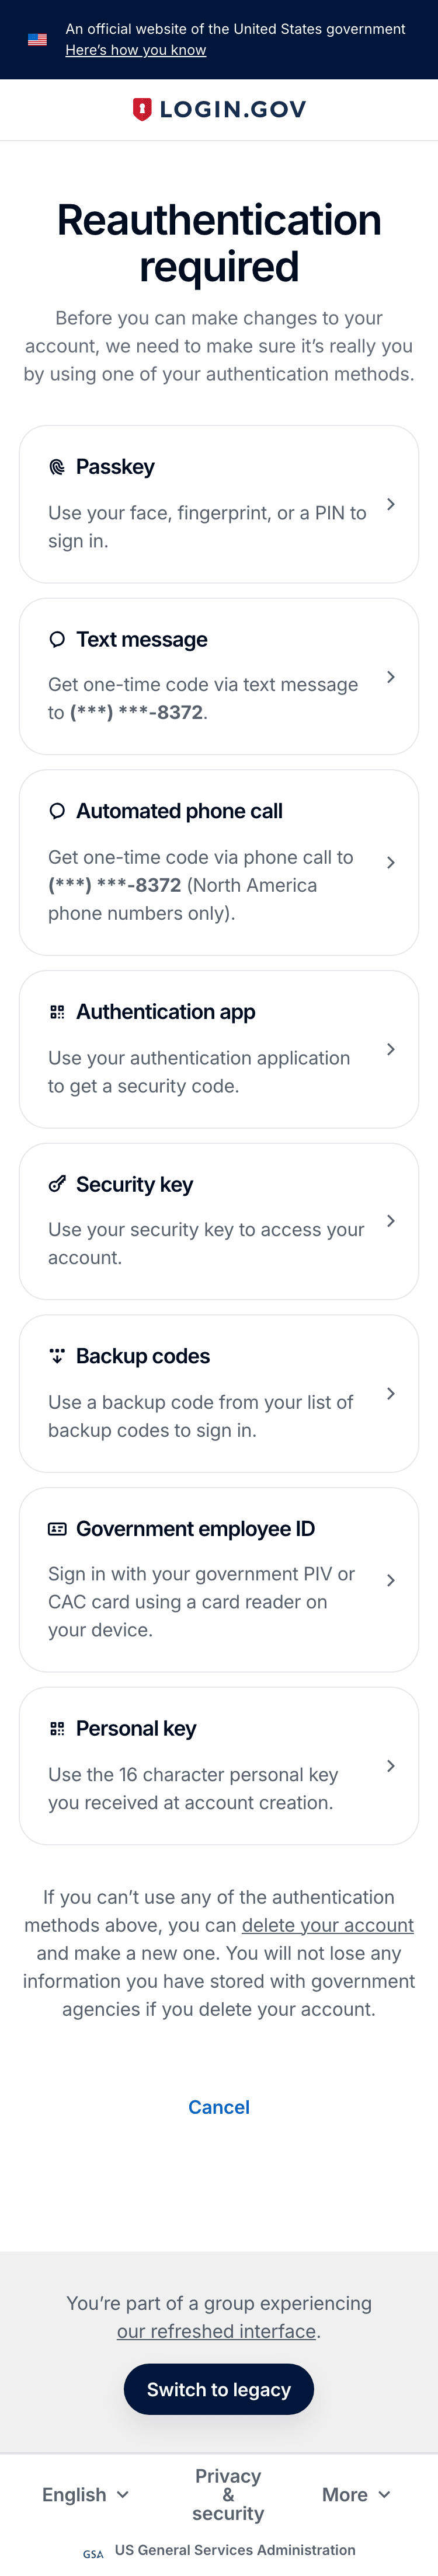 An official website of the United States government
Here’s how you know
LOGIN.GOV
Reauthentication
required
Before you can make changes to your
account, we need to make sure it’s really you
by using one of your authentication methods.
Passkey
Use your face, fingerprint, or a PIN to
sign in.
Text message
Get one-time code via text message
to (***) ***-8372.
Automated phone call
Get one-time code via phone call to
(***) ***-8372 (North America
phone numbers only).
Authentication app
Use your authentication application
to get a security code.
Security key
Use your security key to access your
account.
Backup codes
Use a backup code from your list of
backup codes to sign in.
Government employee ID
Sign in with your government PIV or
CAC card using a card reader on
your device.
Personal key
Use the 16 character personal key
you received at account creation.
If you can’t use any of the authentication
methods above, you can delete your account
and make a new one. You will not lose any
information you have stored with government
agencies if you delete your account.
Cancel
You’re part of a group experiencing
our refreshed interface.
Switch to legacy
English
Privacy
&
security
More
GSA US General Services Administration